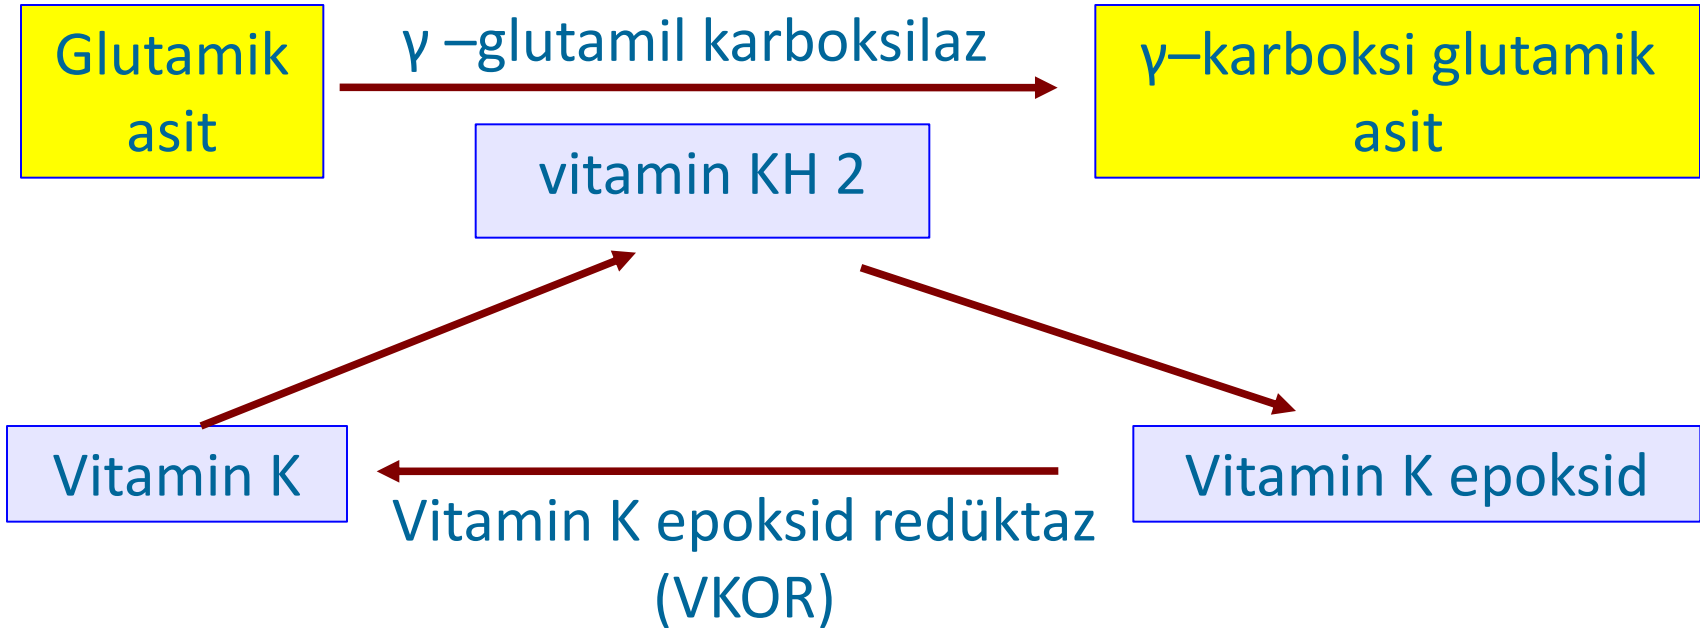 Glutamik
asit
γ –glutamil karboksilaz
γ–karboksi glutamik
asit
vitamin KH 2
Vitamin K
Vitamin K epoksid
Vitamin K epoksid redüktaz
(VKOR)